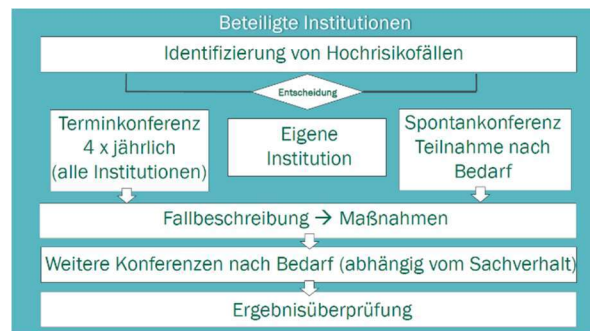 Beteiligte Institutionen
Identifizierung von Hochrisikofällen
Entscheidung
Terminkonferenz
4 x jährlich
(alle Institutionen)
Eigene
Institution
Spontankonferenz
Teilnahme nach
Bedarf
Fallbeschreibung → Maßnahmen
Weitere Konferenzen nach Bedarf (abhängig vom Sachverhalt)
Ergebnisüberprüfung